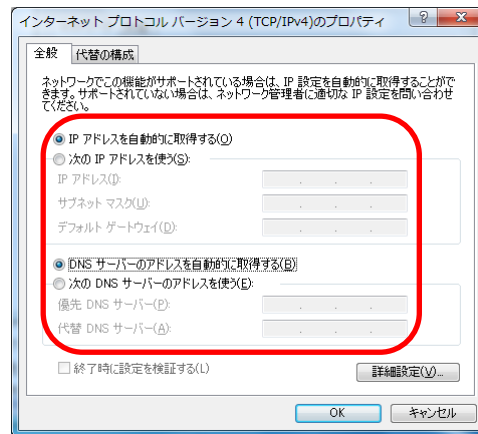 インターネット プロトコル バージョン 4 (TCP/IPv4)のプロパティ
全般
代替の構成
ネットワークでこの機能がサポートされている場合は、IP 設定を自動的に取得することがで
きます。サポートされていない場合は、ネットワーク管理者に適切な IP 設定を問い合わせ
てください。
IP アドレスを自動的に取得する(O)
次の IP アドレスを使う(S):
IP アドレス(I):
サブネット マスク(U):
デフォルト ゲートウェイ(D):
DNS サーバーのアドレスを自動的に取得する(B)
次の DNS サーバーのアドレスを使う(E):
優先 DNS サーバー(P):
代替 DNS サーバー(A):
終了時に設定を検証する(L)
詳細設定(V)...
OK
キャンセル